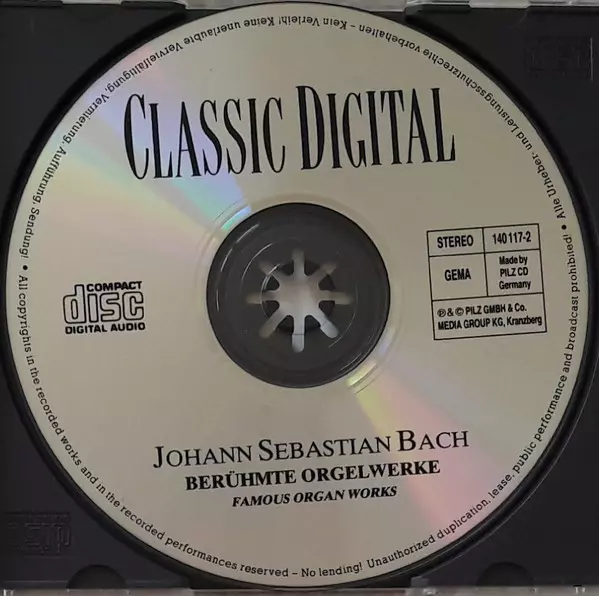 Alle Urheber- und Leistungsschutzrechte vorbehalten - Kein Verleih! Keine unerlaubte Vervielfältigung, Vermietung, Aufführung, Sendung!
CLASSIC DIGITAL
STEREO
140 117-2
GEMA
Made by
PILZ CD
Germany
℗ & © PILZ GMBH & Co.
MEDIA GROUP KG, Kranzberg
COMPACT
disc
DIGITAL AUDIO
JOHANN SEBASTIAN BACH
BERÜHMTE ORGELWERKE
FAMOUS ORGAN WORKS
All copyrights in the recorded works and in the recorded performances reserved – No lending! Unauthorized duplication, lease, public performance and broadcast prohibited!